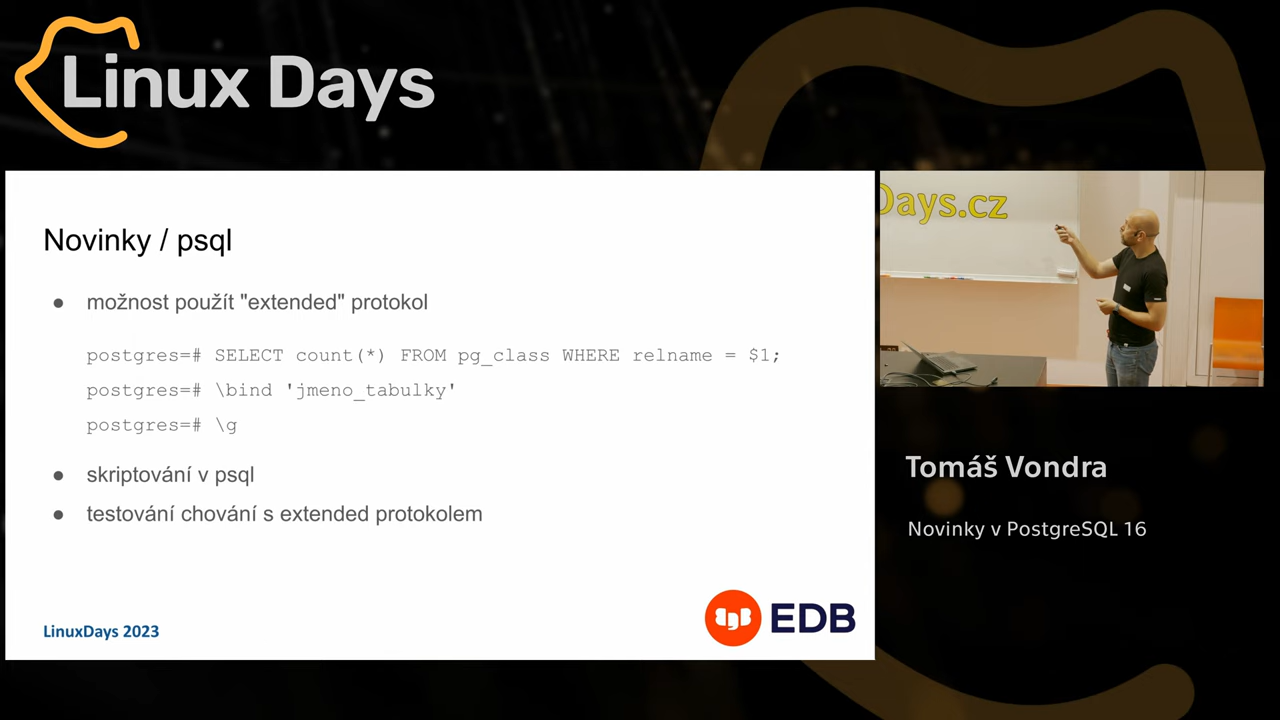 Linux Days
Novinky / psql
● možnost použít "extended" protokol
postgres=# SELECT count(*) FROM pg_class WHERE relname = $1;
postgres=# \bind 'jmeno_tabulky'
postgres=# \g
● skriptování v psql
● testování chování s extended protokolem
LinuxDays 2023
EDB
Days.cz
Tomáš Vondra
Novinky v PostgreSQL 16